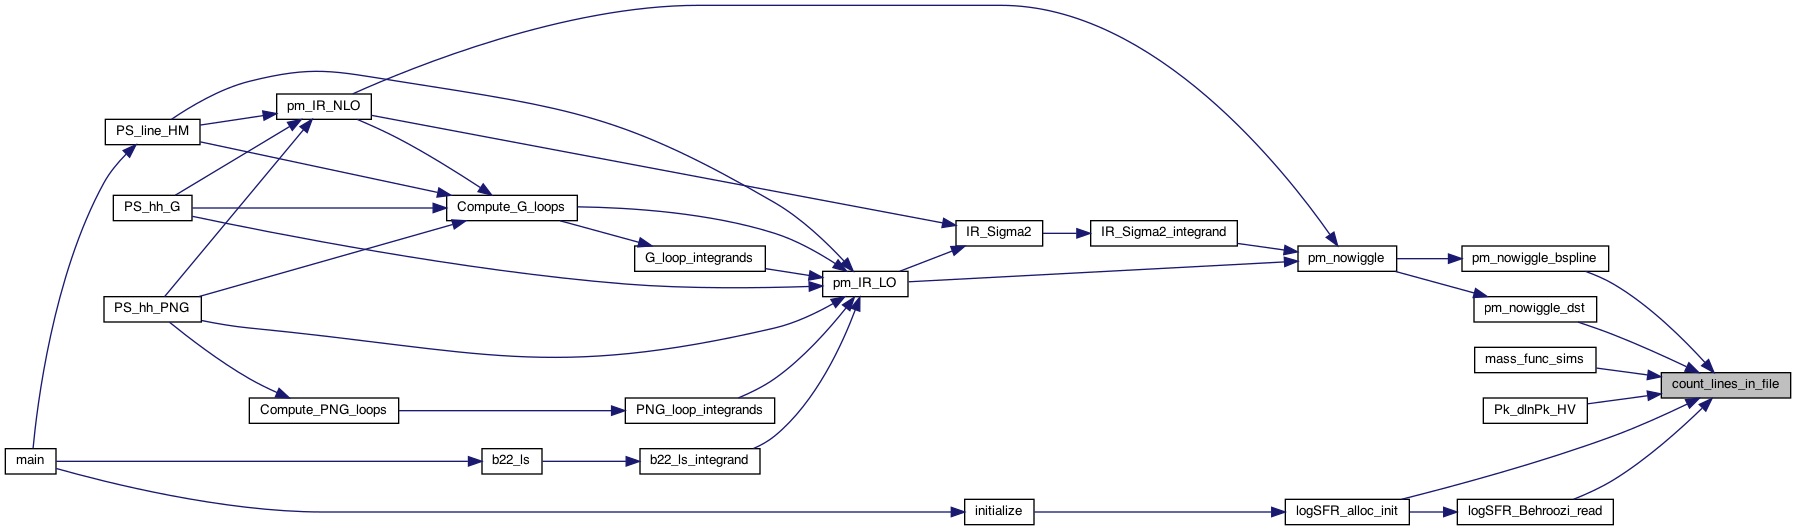 pm_IR_NLO
PS_line_HM
PS_hh_G
Compute_G_loops
IR_Sigma2
IR_Sigma2_integrand
G_loop_integrands
pm_nowiggle
pm_nowiggle_bspline
pm_IR_LO
PS_hh_PNG
pm_nowiggle_dst
mass_func_sims
count_lines_in_file
Compute_PNG_loops
PNG_loop_integrands
Pk_dlnPk_HV
main
b22_ls
b22_ls_integrand
initialize
logSFR_alloc_init
logSFR_Behroozi_read